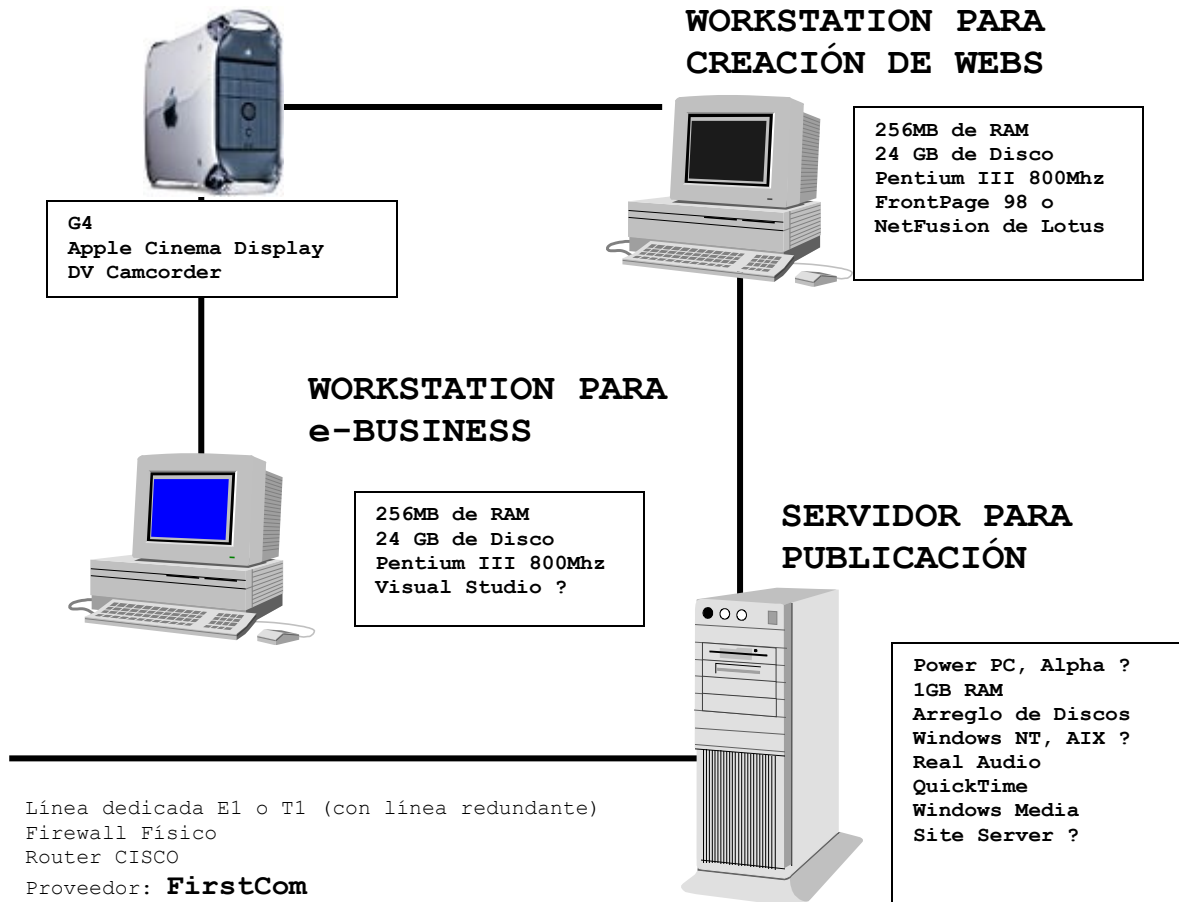 WORKSTATION PARA
CREACIÓN DE WEBS
256MB de RAM
24 GB de Disco
Pentium III 800Mhz
FrontPage 98 o
NetFusion de Lotus
G4
Apple Cinema Display
DV Camcorder
WORKSTATION PARA
e-BUSINESS
256MB de RAM
24 GB de Disco
Pentium III 800Mhz
Visual Studio ?
SERVIDOR PARA
PUBLICACIÓN
Power PC, Alpha ?
1GB RAM
Arreglo de Discos
Windows NT, AIX ?
Real Audio
QuickTime
Windows Media
Site Server ?
Línea dedicada E1 o T1 (con línea redundante)
Firewall Físico
Router CISCO
Proveedor: FirstCom